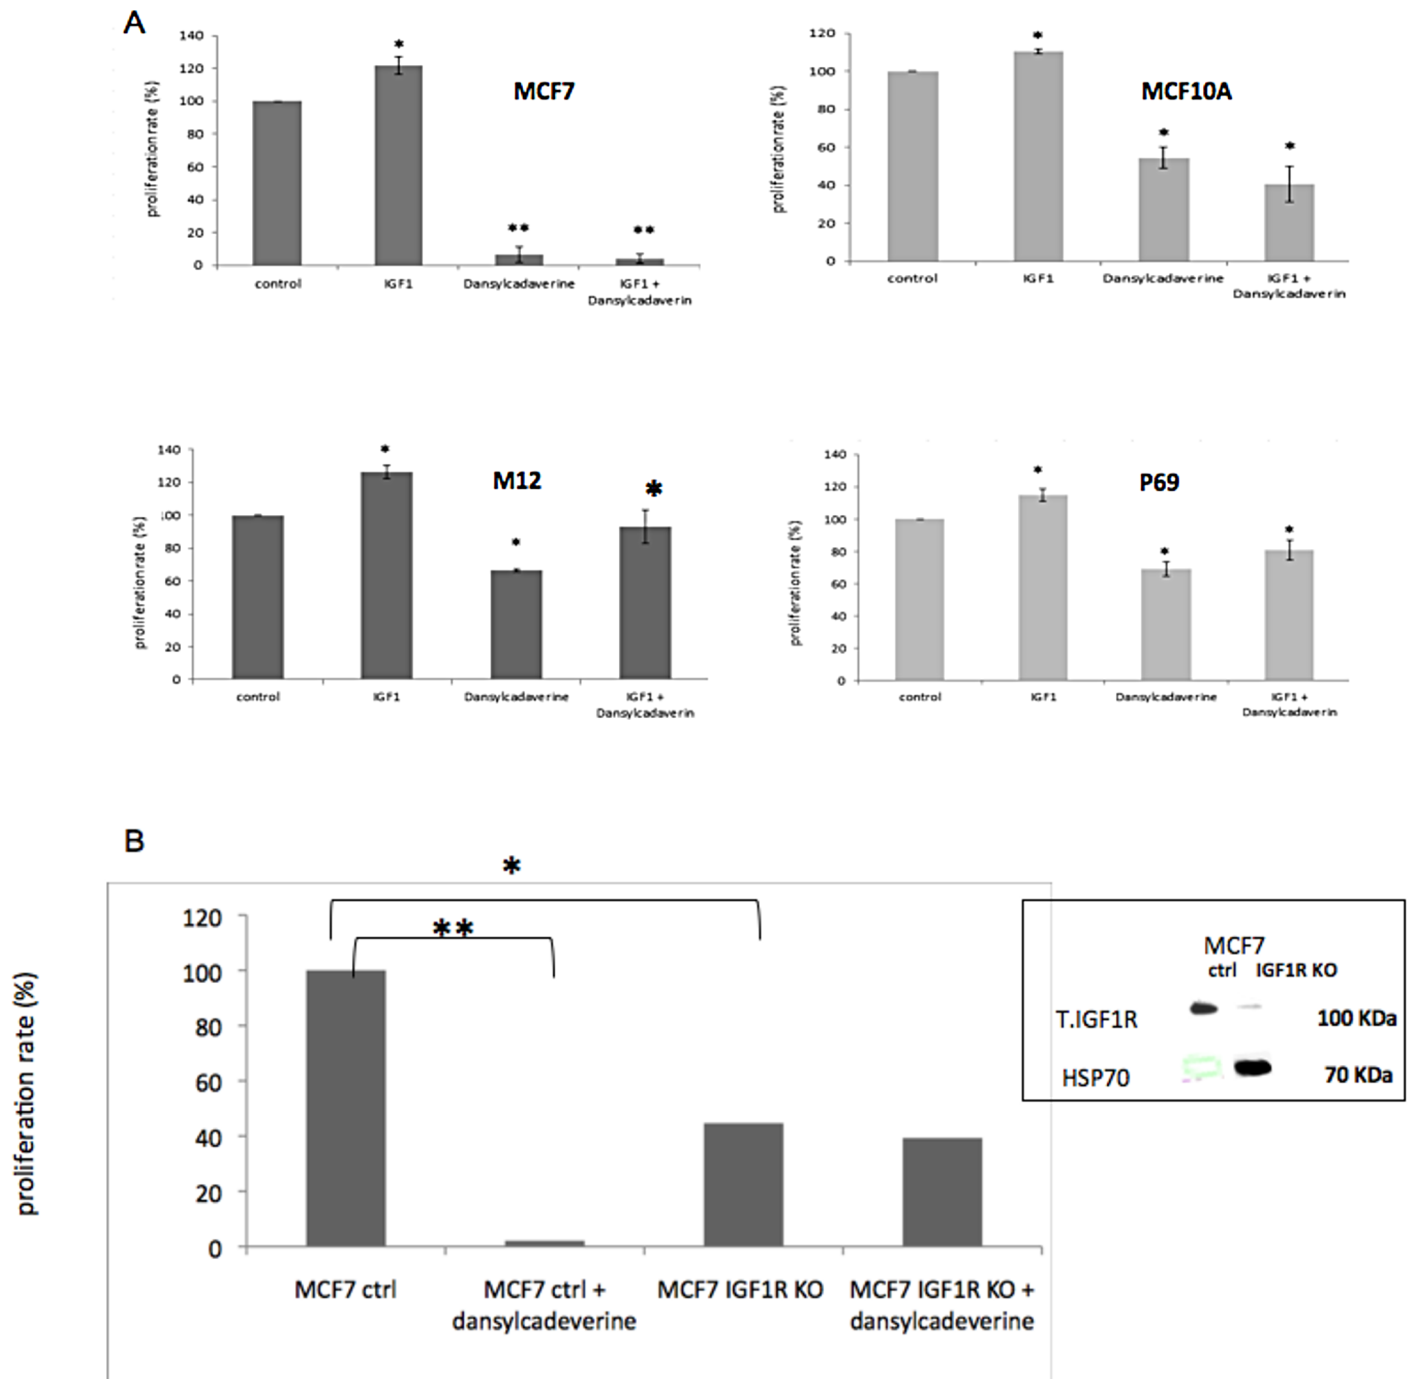 A
140
120
100
80
60
40
20
0
proliferation rate (%)
*
MCF7
**
**
control
IGF1
Dansylcadaverine
IGF1 +
Dansylcadaverin
120
100
80
60
40
20
0
proliferation rate (%)
*
MCF10A
*
*
control
IGF1
Dansylcadaverine
IGF1 +
Dansylcadaverin
140
120
100
80
60
40
20
0
proliferation rate (%)
*
M12
*
*
control
IGF1
Dansylcadaverine
IGF1 +
Dansylcadaverin
140
120
100
80
60
40
20
0
proliferation rate (%)
*
P69
*
*
control
IGF1
Dansylcadaverine
IGF1 +
Dansylcadaverin
B
*
**
120
100
80
60
40
20
0
proliferation rate (%)
MCF7 ctrl
MCF7 ctrl +
dansylcadeverine
MCF7 IGF1R KO
MCF7 IGF1R KO +
dansylcadeverine
MCF7
ctrl IGF1R KO
T.IGF1R 100 KDa
HSP70 70 KDa